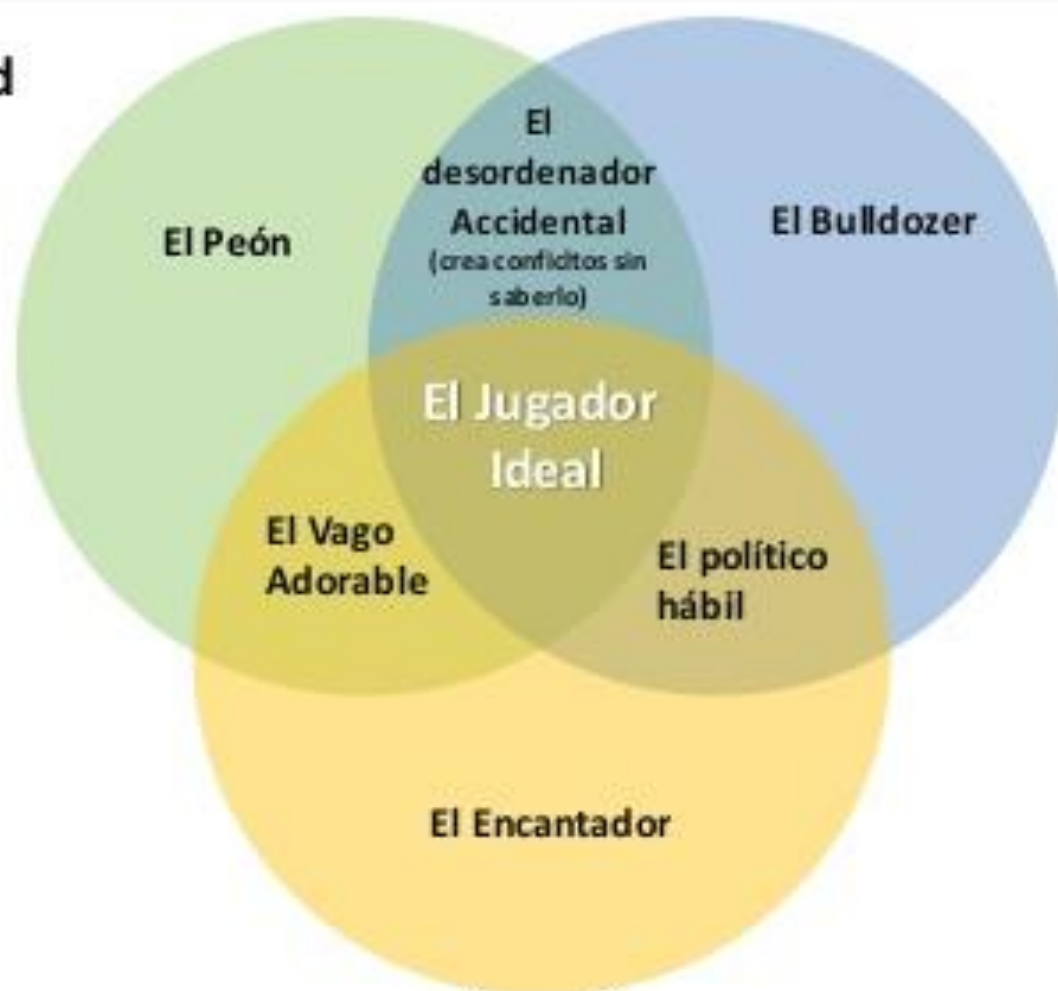 d
El
desordenador
Accidental
(crea conficitos sin
saberlo)
El Peón
El Bulldozer
El Jugador
Ideal
El Vago
Adorable
El político
hábil
El Encantador